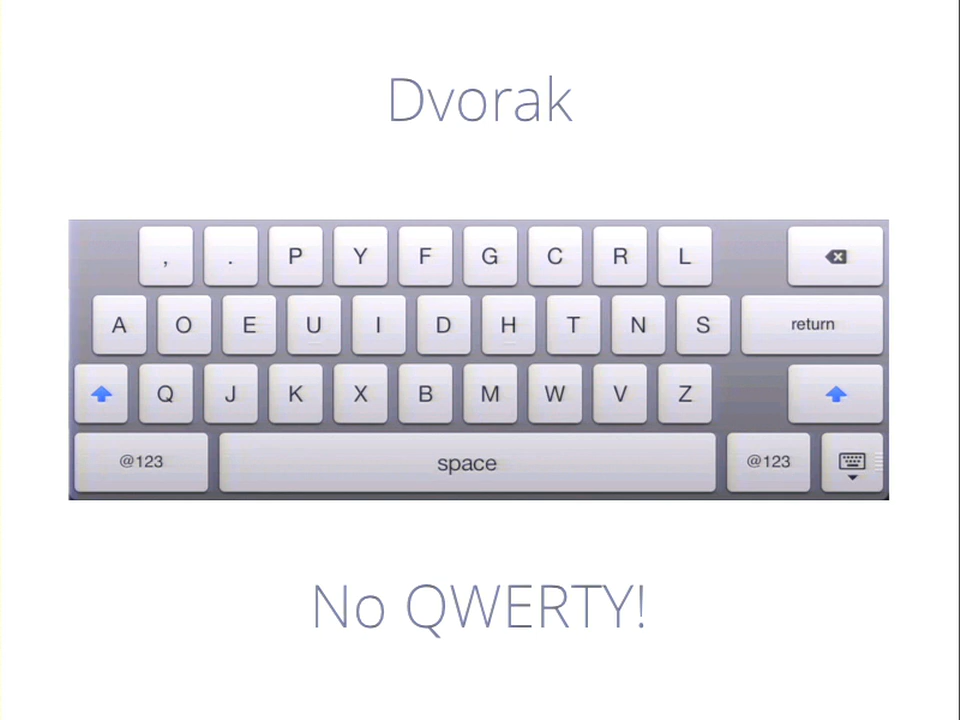 Dvorak
, . P Y F G C R L
A O E U I D H T N S return
Q J K X B M W V Z
@123 space @123
No QWERTY!